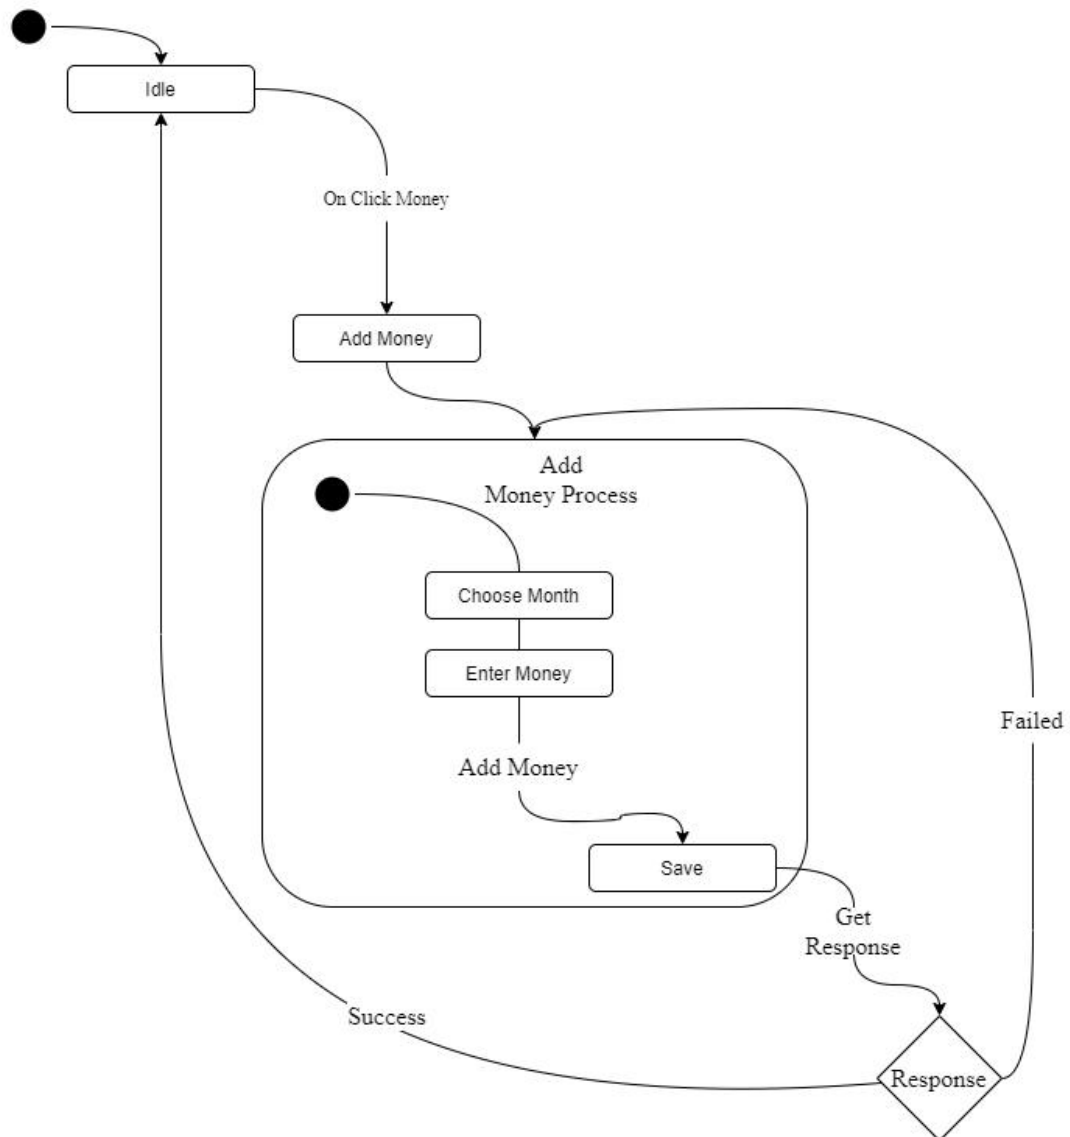 Idle
On Click Money
Add Money
Add
Money Process
Choose Month
Enter Money
Failed
Add Money
Save
Get
Response
Success
Response